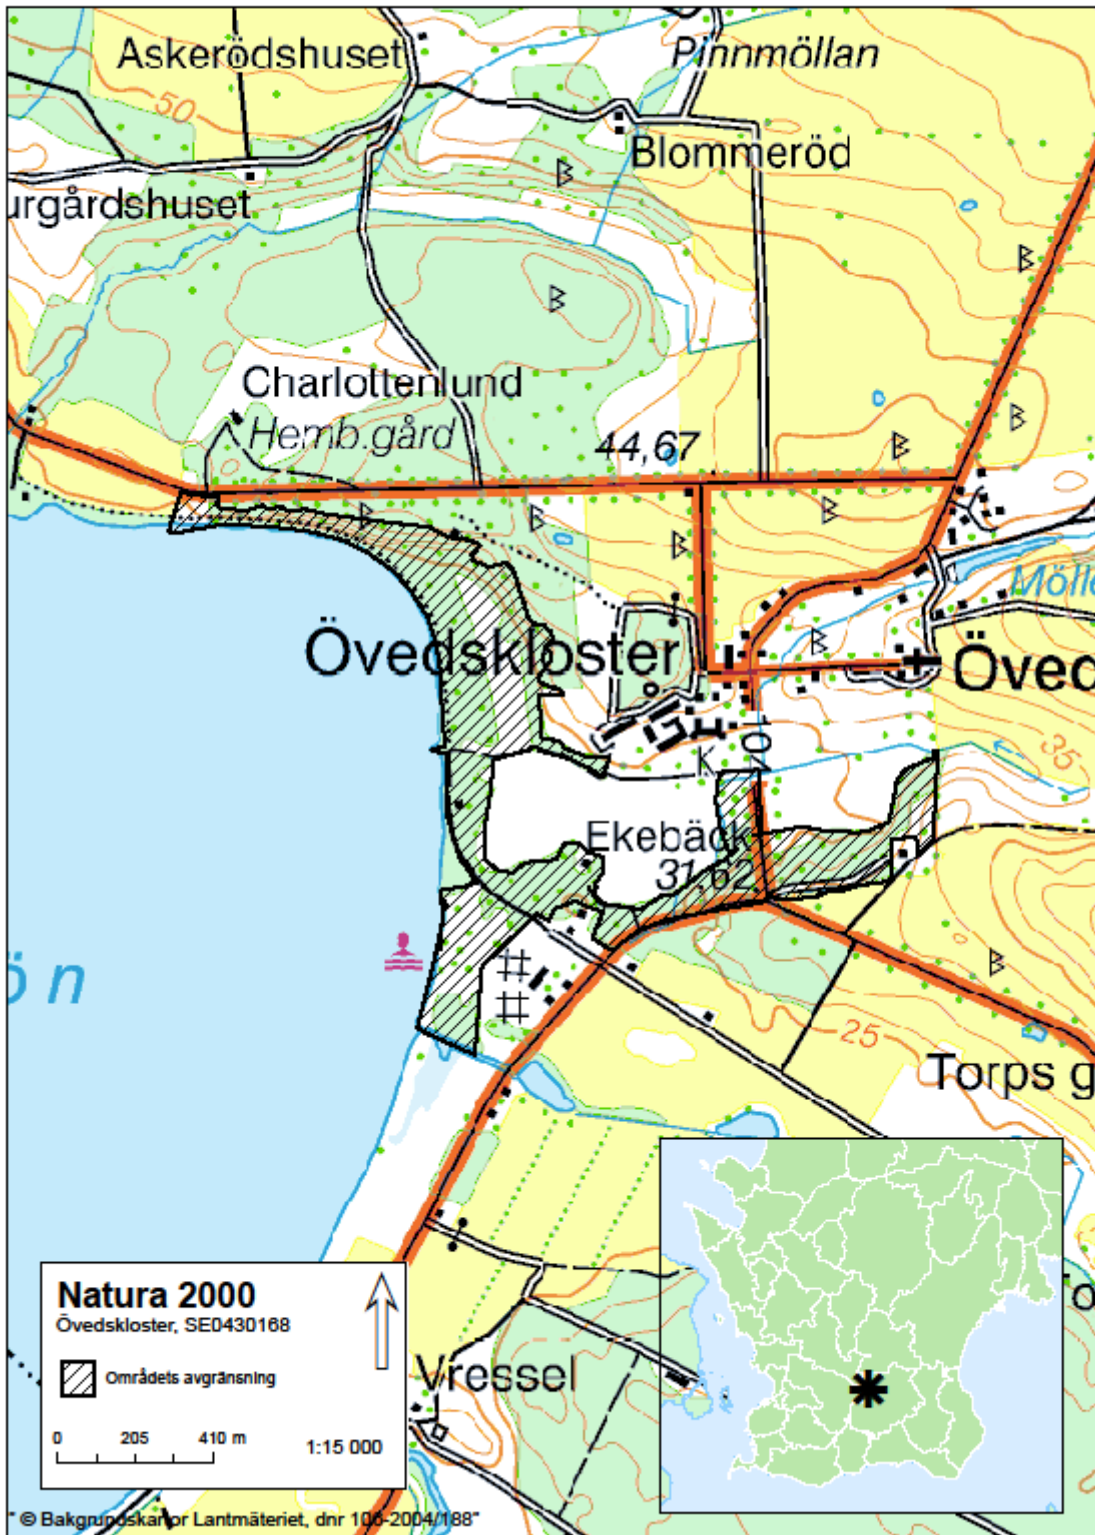 Askerödshuset
Pinnmöllan
50
Blommeröd
urgårdshuset
B
B
B
Charlottenlund
Hemb.gård
44,67
B
B
B
B
B
B
Mölle
Övedskloster
B
Öved
35
101
K
Ekebäck
31,62
ön
B
25
Torps g
Natura 2000
Övedskloster, SE0430168
Områdets avgränsning
0 205 410 m
1:15 000
Vressel
" © Bakgrundskartor Lantmäteriet, dnr 106-2004/188"